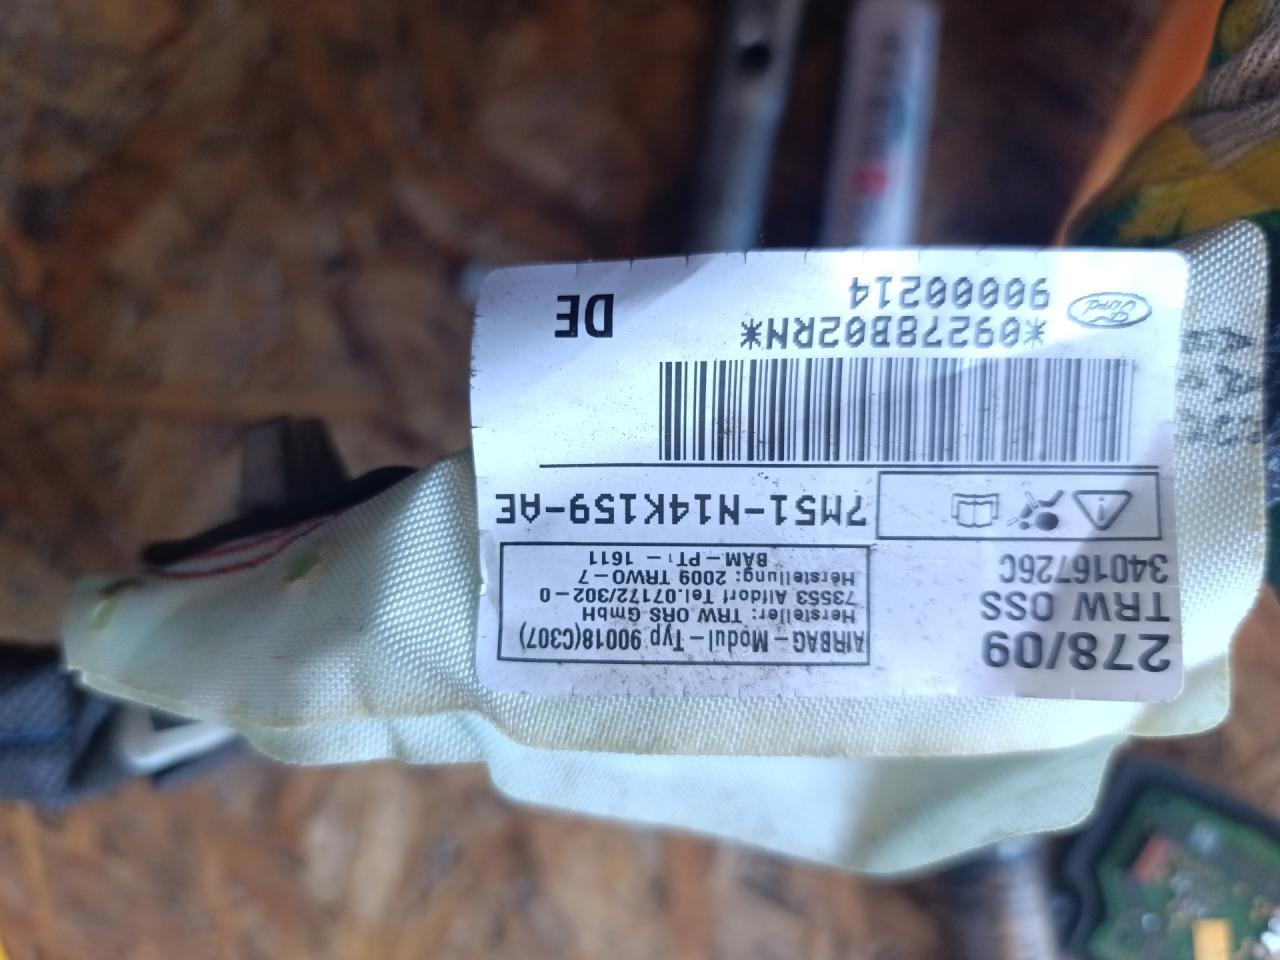 278/09
TRW OSS
34016726C
AIRBAG-Modul-Typ 90018(C307)
Hersteller: TRW ORS GmbH
73553 Alfdorf Tel.07172/302-0
Herstellung: 2009 TRWO-7
BAM-PT1-1611
7M51-N14K159-AE
*09278B02RN*
90000214
DE
Ford